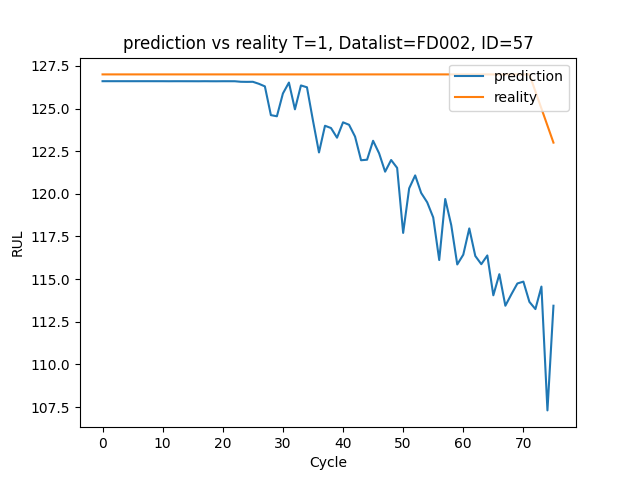 prediction vs reality T=1, Datalist=FD002, ID=57
prediction
reality
RUL
127.5
125.0
122.5
120.0
117.5
115.0
112.5
110.0
107.5
0 10 20 30 40 50 60 70
Cycle